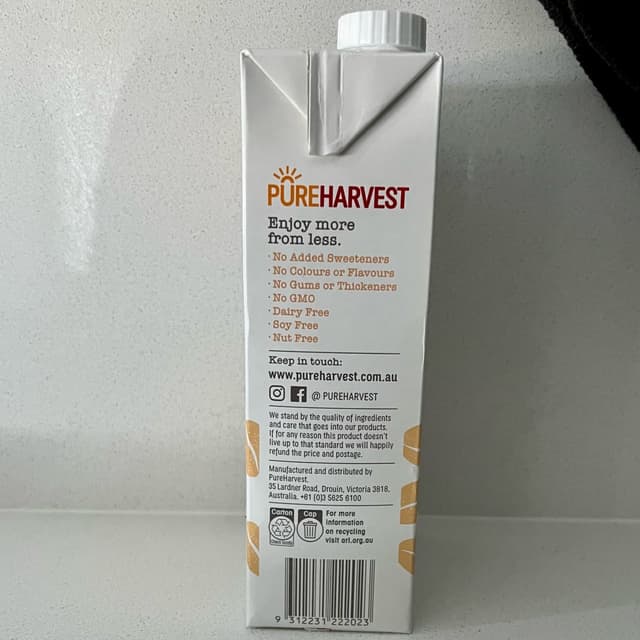 PUREHARVEST
Enjoy more
from less.
· No Added Sweeteners
· No Colours or Flavours
· No Gums or Thickeners
· No GMO
· Dairy Free
· Soy Free
· Nut Free
Keep in touch:
www.pureharvest.com.au
@ PUREHARVEST
We stand by the quality of ingredients
and care that goes into our products.
If for any reason this product doesn't
live up to that standard we will happily
refund the price and postage.
Manufactured and distributed by
PureHarvest.
35 Lardner Road, Drouin, Victoria 3818,
Australia. +61 (0)3 5625 6100
Carton Cap
For more
information
on recycling
visit arl.org.au
9 312231 222023